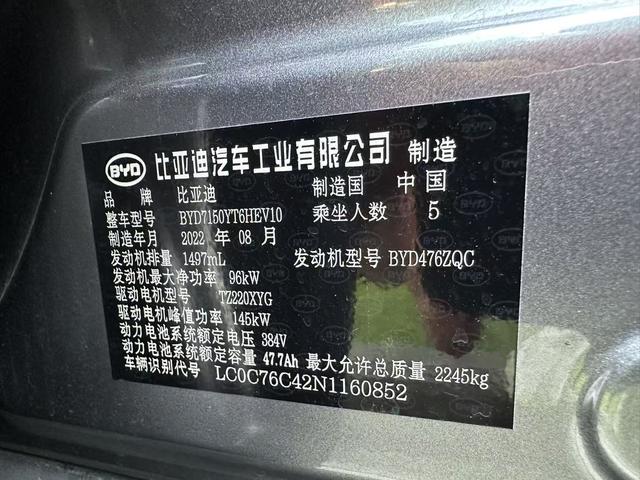 BYD 比亚迪汽车工业有限公司 制造
品 牌 比亚迪 制造国 中国
整车型号 BYD7150YT6HEV10 乘坐人数 5
制造年月 2022 年 08 月
发动机排量 1497mL 发动机型号 BYD476ZQC
发动机最大净功率 96kW
驱动电机型号 TZ220XYG
驱动电机峰值功率 145kW
动力电池系统额定电压 384V
动力电池系统额定容量 47.7Ah 最大允许总质量 2245kg
车辆识别代号 LC0C76C42N1160852